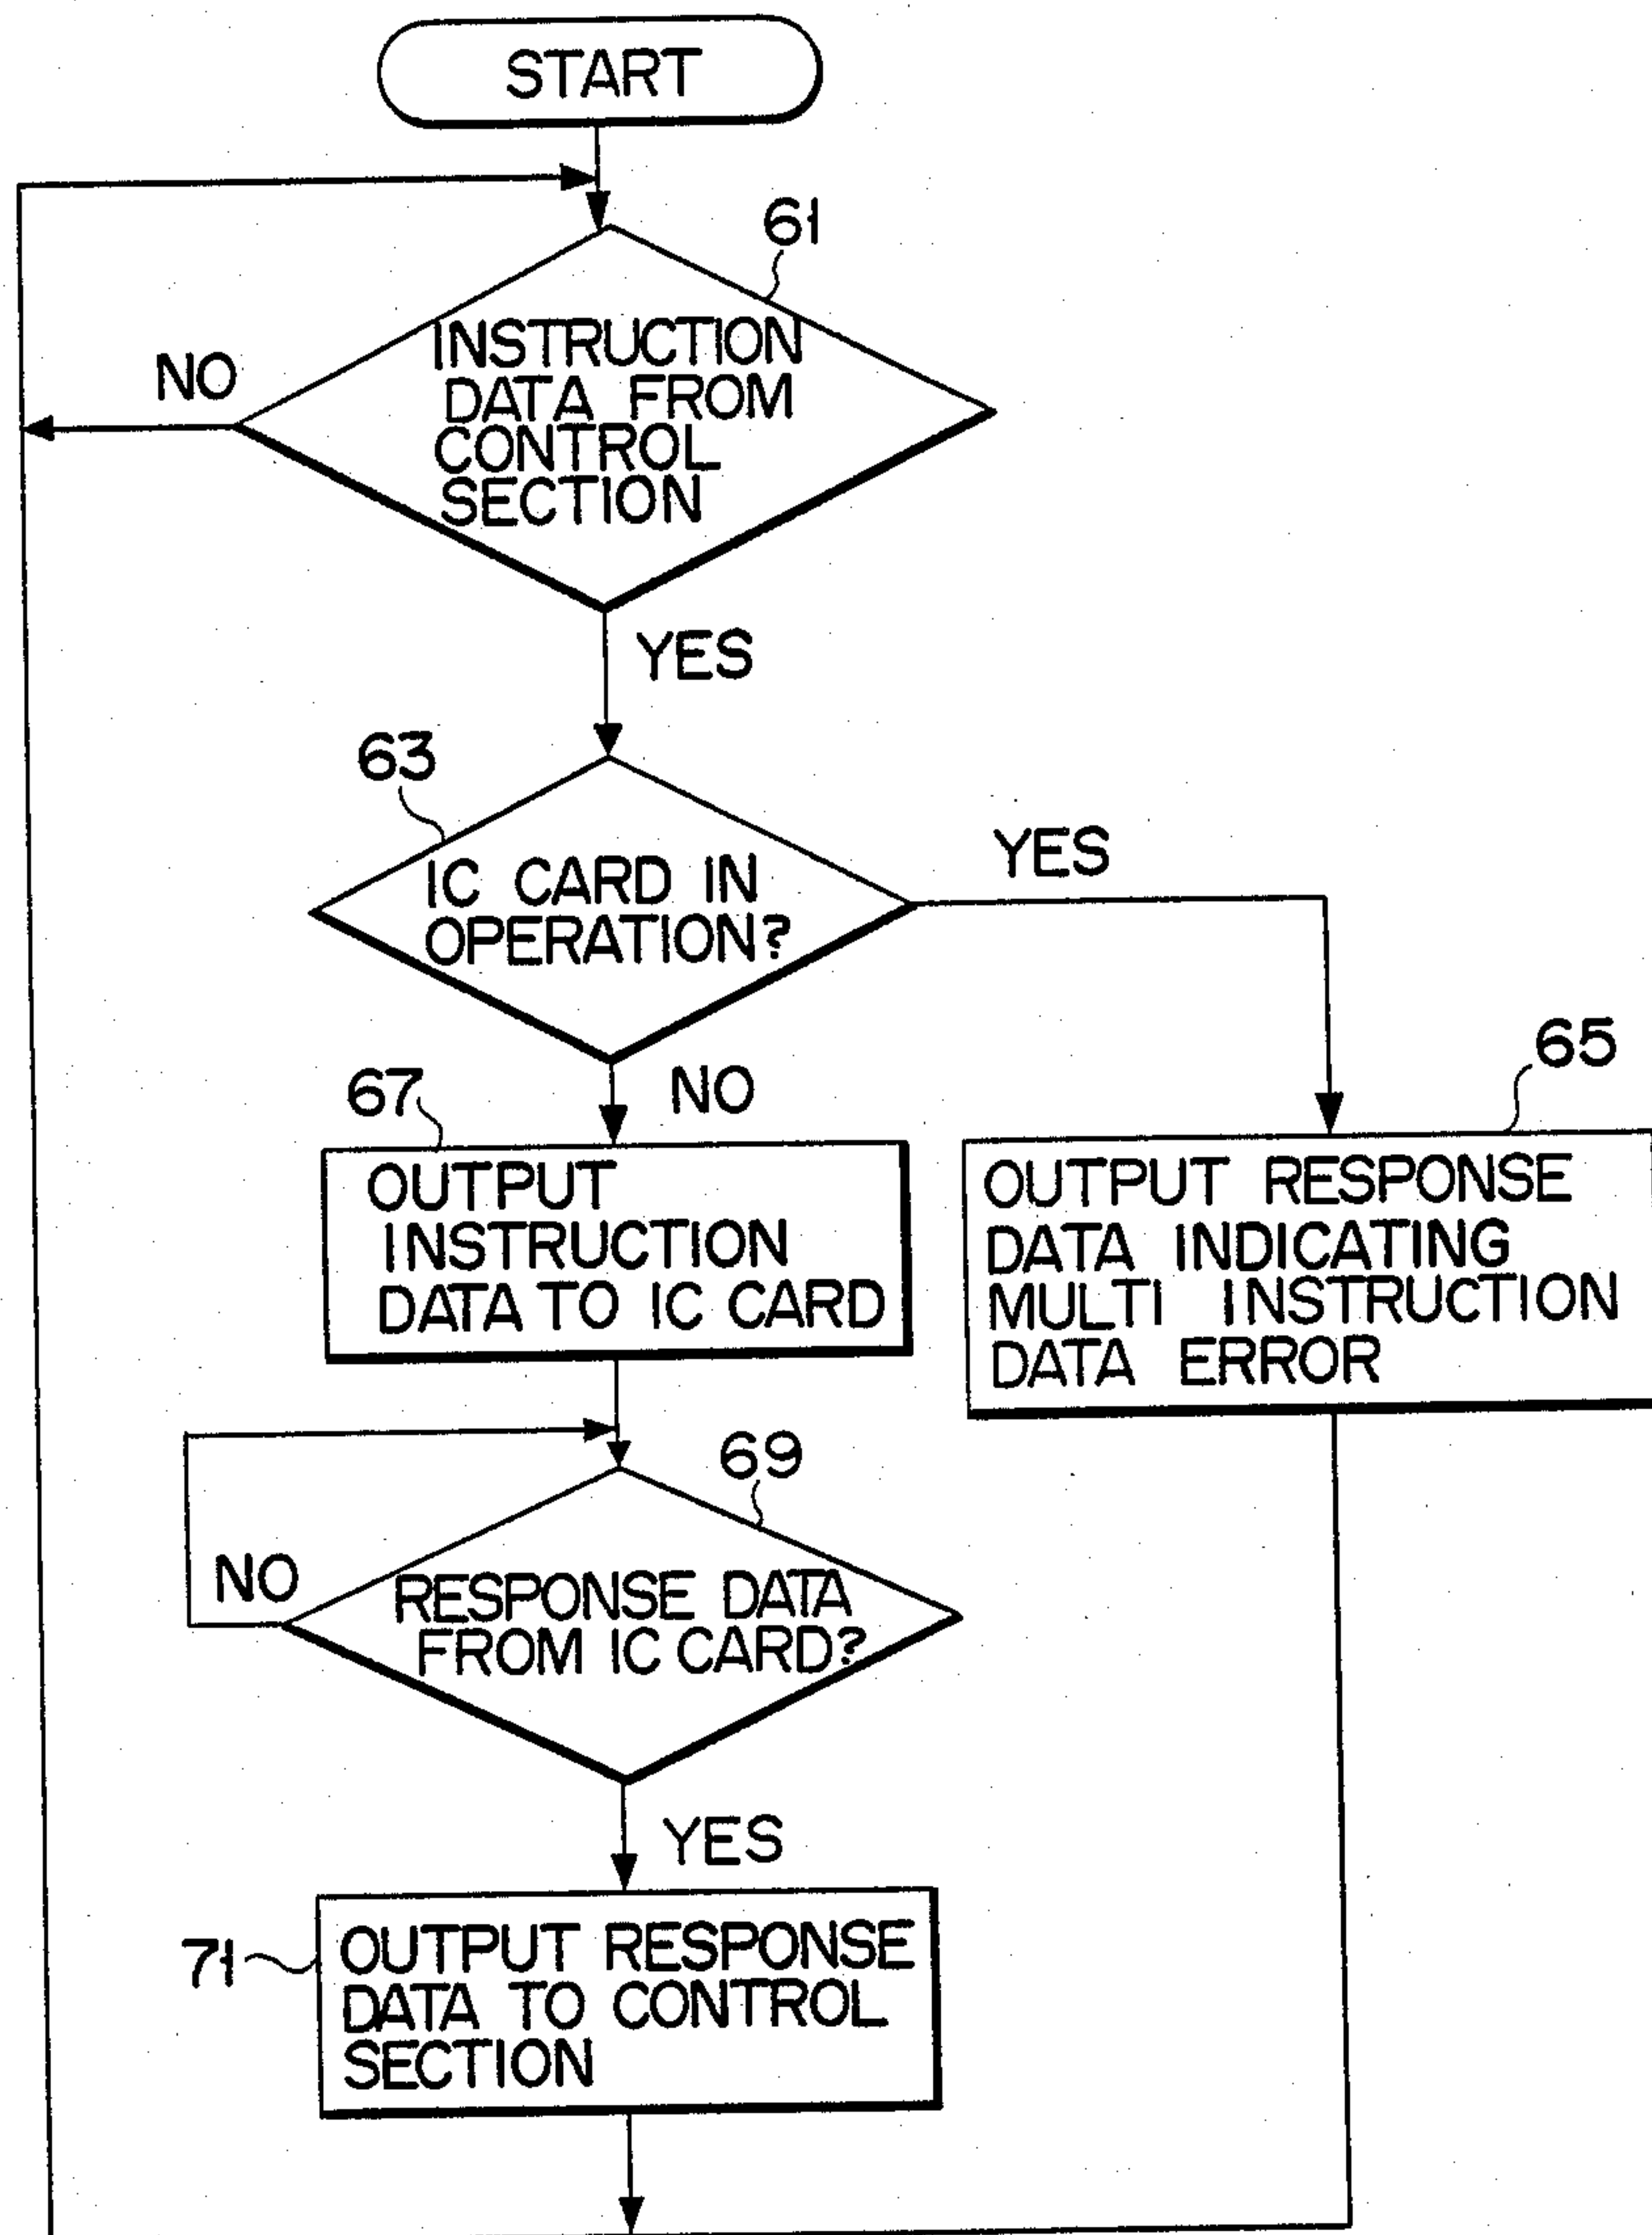 START
61
INSTRUCTION
DATA FROM
CONTROL
SECTION
NO
YES
63
IC CARD IN
OPERATION?
YES
NO
67
OUTPUT
INSTRUCTION
DATA TO IC CARD
65
OUTPUT RESPONSE
DATA INDICATING
MULTI INSTRUCTION
DATA ERROR
69
RESPONSE DATA
FROM IC CARD?
NO
YES
71
OUTPUT RESPONSE
DATA TO CONTROL
SECTION